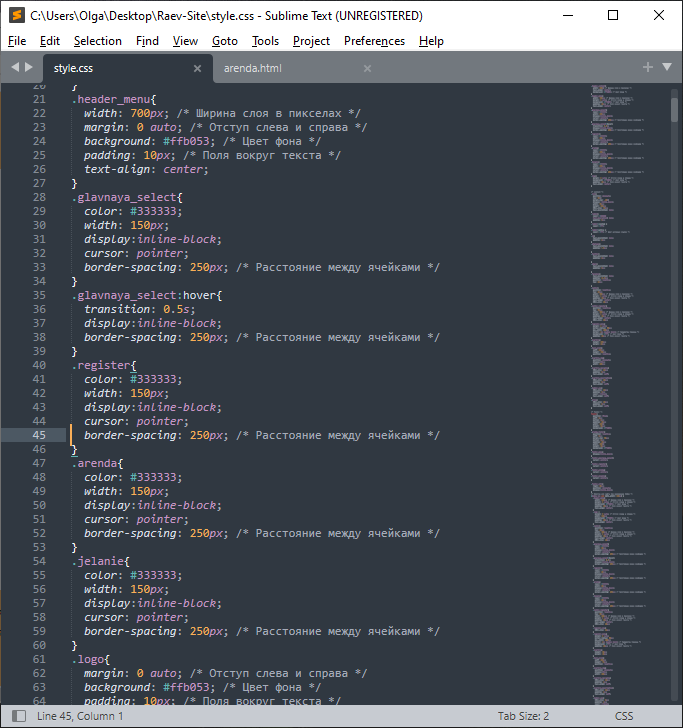 C:\Users\Olga\Desktop\Raev-Site\style.css - Sublime Text (UNREGISTERED)
File Edit Selection Find View Goto Tools Project Preferences Help
style.css arenda.html
20 }
21 .header_menu{
22 width: 700px; /* Ширина слоя в пикселах */
23 margin: 0 auto; /* Отступ слева и справа */
24 background: #ffb053; /* Цвет фона */
25 padding: 10px; /* Поля вокруг текста */
26 text-align: center;
27 }
28 .glavnaya_select{
29 color: #333333;
30 width: 150px;
31 display:inline-block;
32 cursor: pointer;
33 border-spacing: 250px; /* Расстояние между ячейками */
34 }
35 .glavnaya_select:hover{
36 transition: 0.5s;
37 display:inline-block;
38 border-spacing: 250px; /* Расстояние между ячейками */
39 }
40 .register{
41 color: #333333;
42 width: 150px;
43 display:inline-block;
44 cursor: pointer;
45 border-spacing: 250px; /* Расстояние между ячейками */
46 }
47 .arenda{
48 color: #333333;
49 width: 150px;
50 display:inline-block;
51 cursor: pointer;
52 border-spacing: 250px; /* Расстояние между ячейками */
53 }
54 .jelanie{
55 color: #333333;
56 width: 150px;
57 display:inline-block;
58 cursor: pointer;
59 border-spacing: 250px; /* Расстояние между ячейками */
60 }
61 .logo{
62 margin: 0 auto; /* Отступ слева и справа */
63 background: #ffb053; /* Цвет фона */
64 padding: 10px; /* Поля вокруг текста */
Line 45, Column 1 Tab Size: 2 CSS